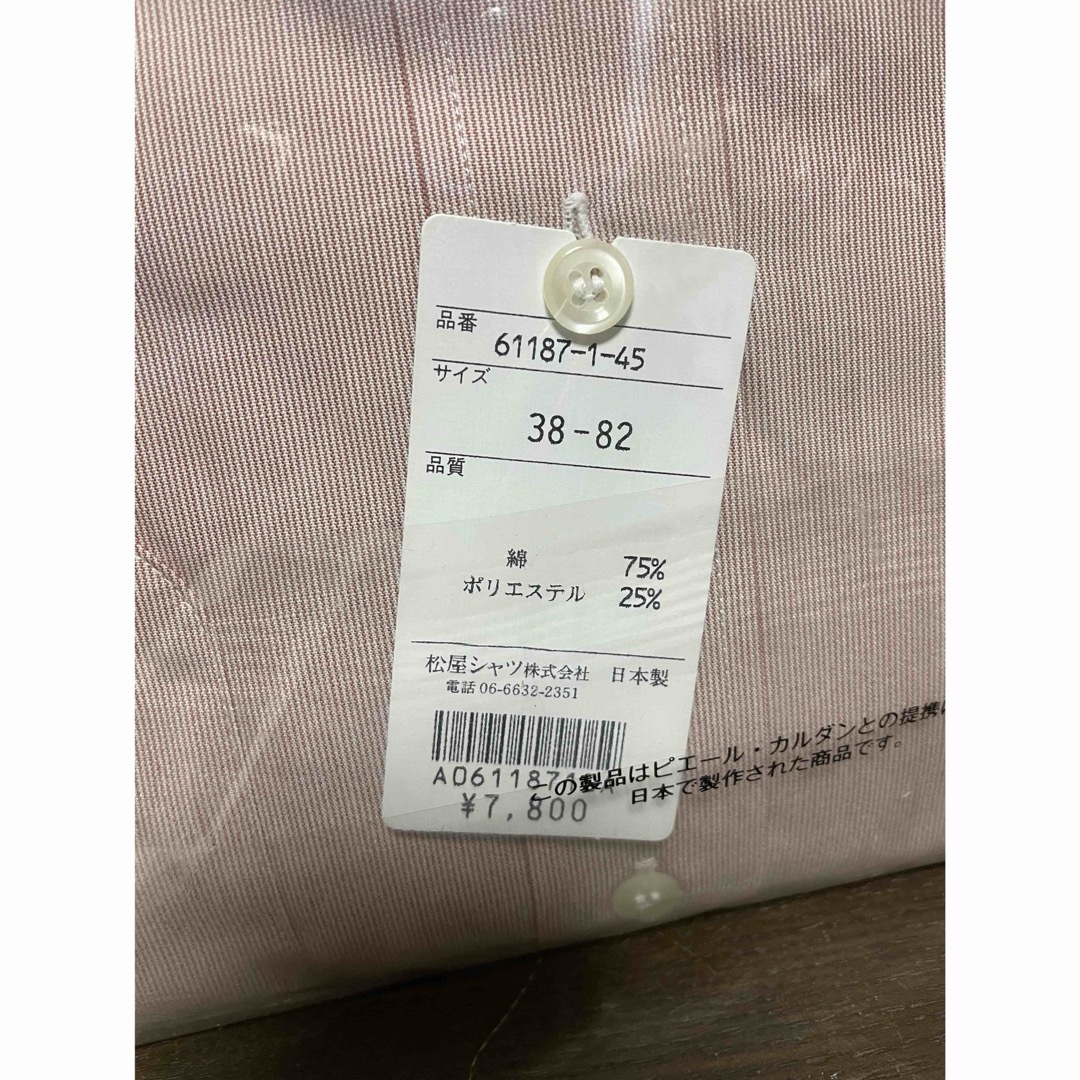 品番
61187-1-45
サイズ
38-82
品質
綿 75%
ポリエステル 25%
松屋シャツ株式会社 日本製
電話 06-6632-2351
¥7,800
この製品はピエール・カルダンとの提携
日本で製作された商品です。